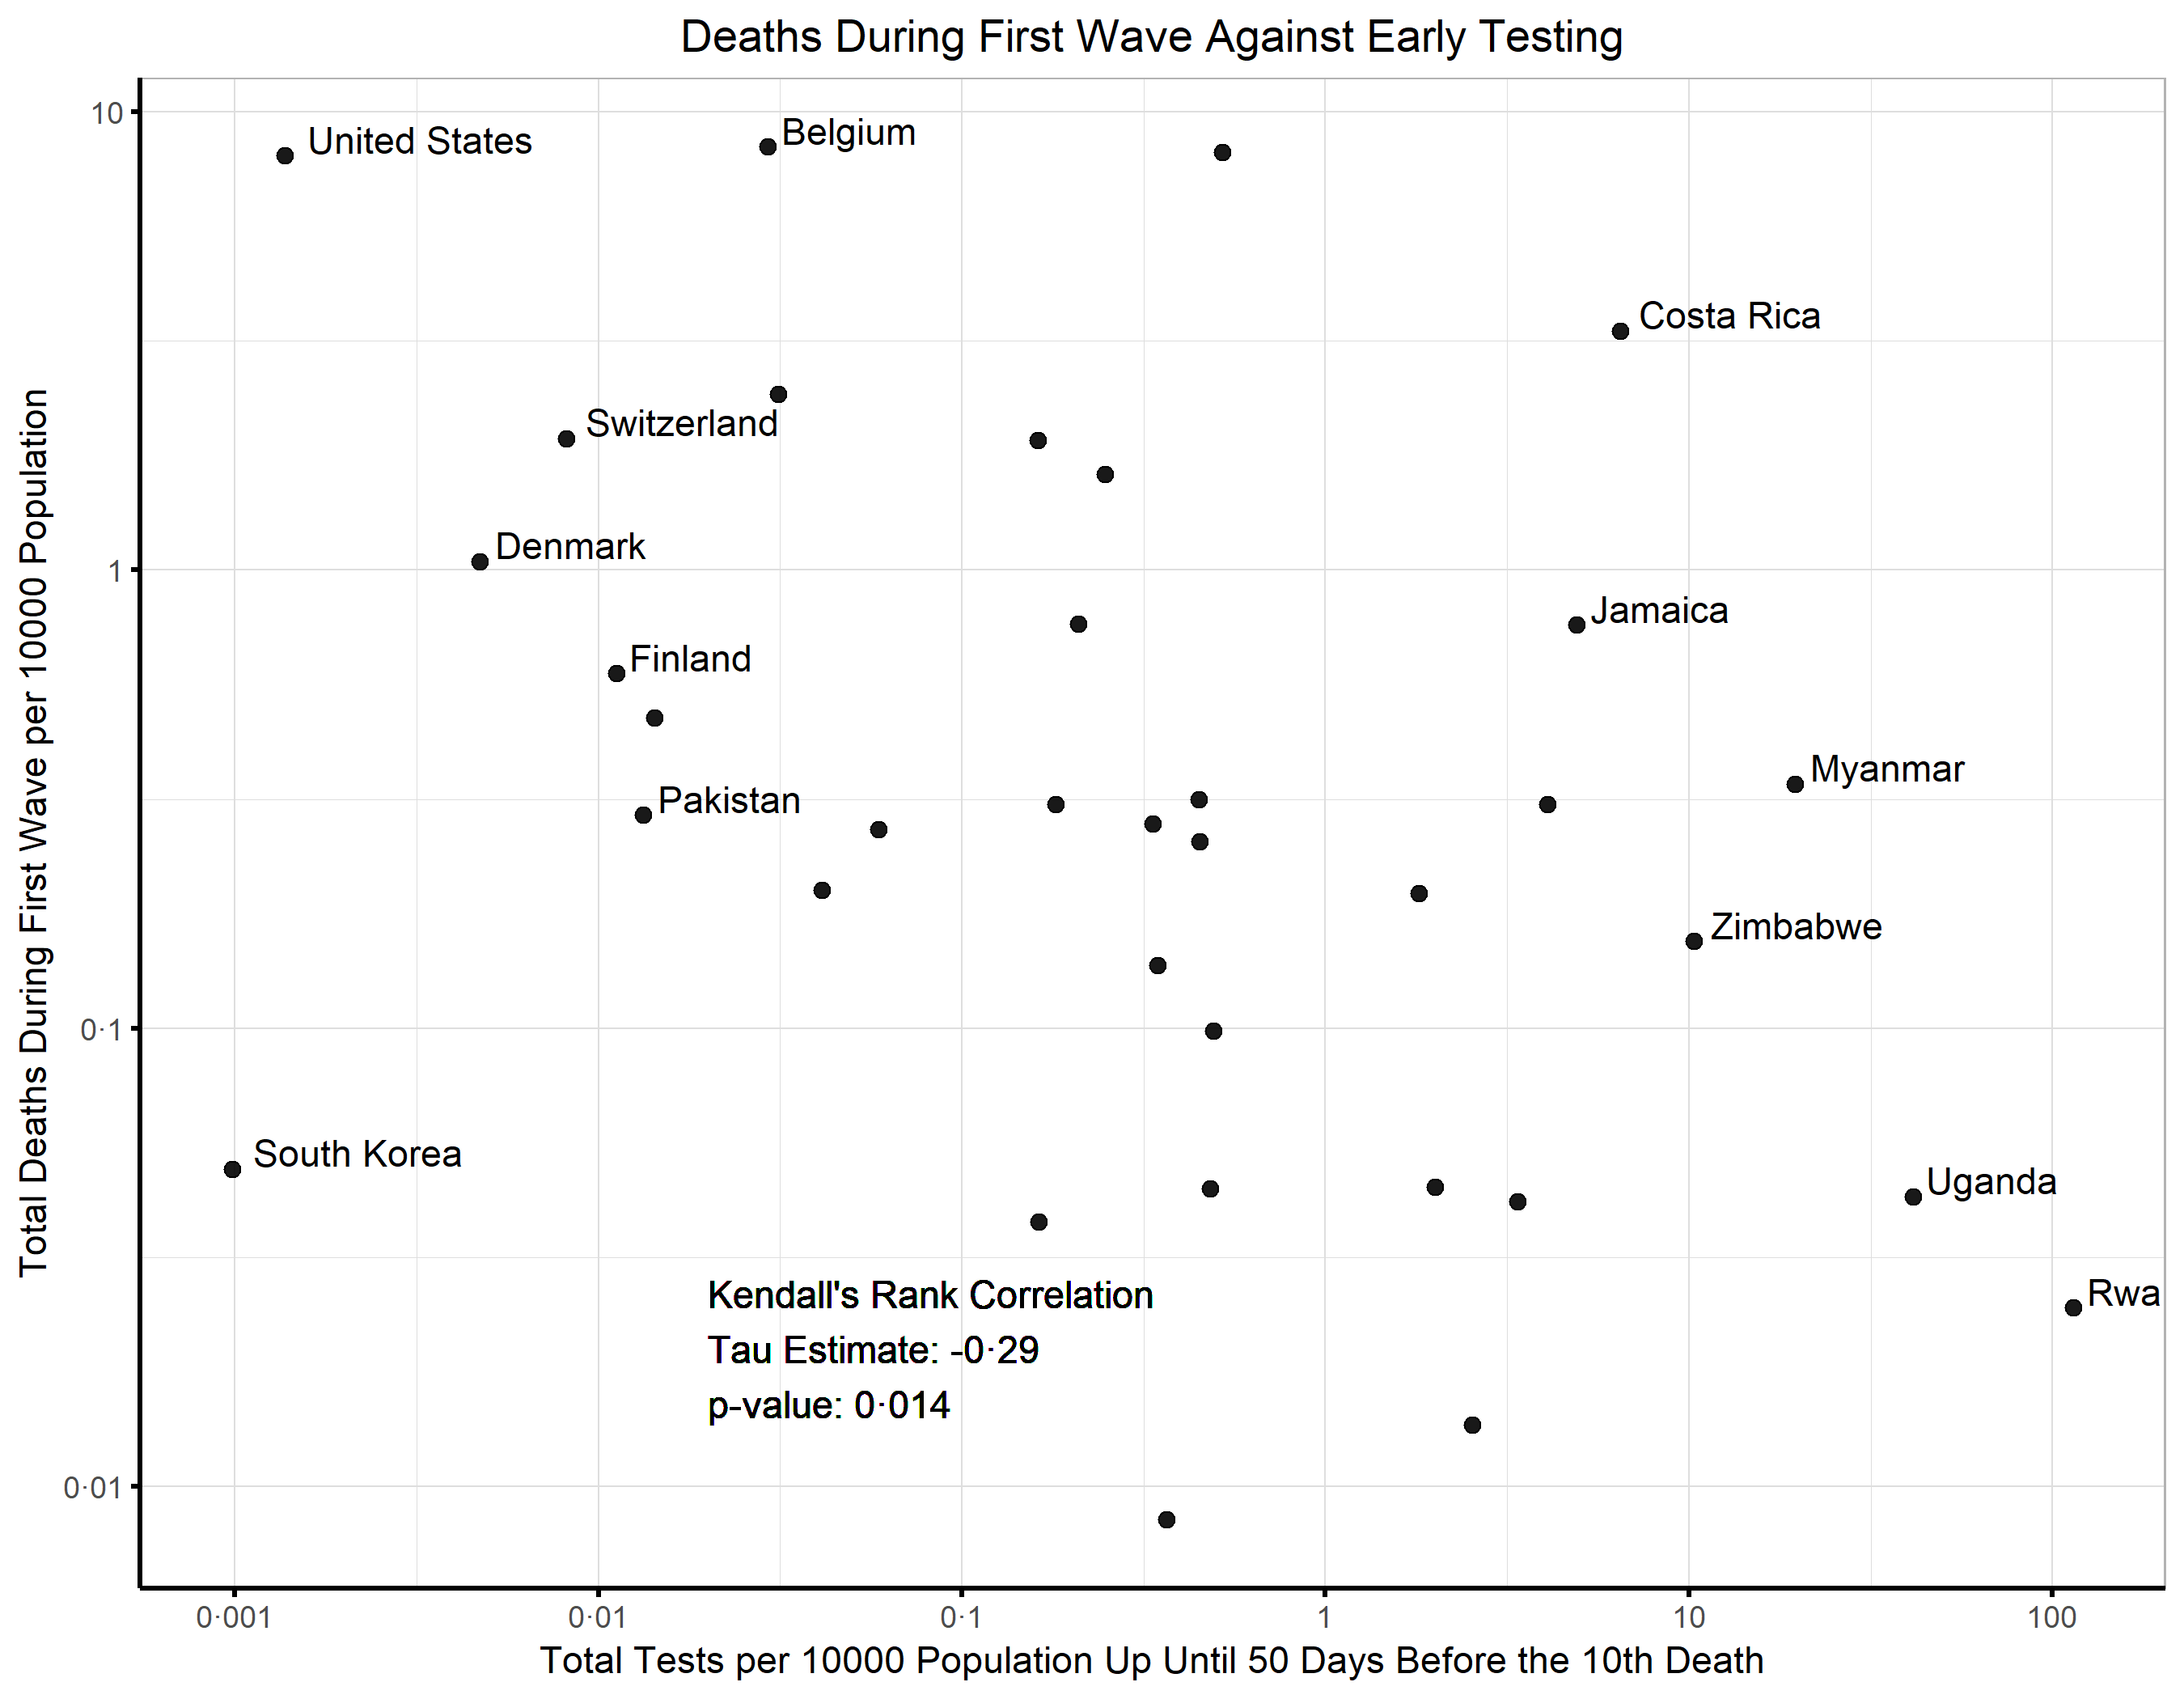 Deaths During First Wave Against Early Testing
Total Deaths During First Wave per 10000 Population
10
1
0·1
0·01
United States
Belgium
Costa Rica
Switzerland
Denmark
Jamaica
Finland
Myanmar
Pakistan
Zimbabwe
South Korea
Uganda
Rwa
Kendall's Rank Correlation
Tau Estimate: -0·29
p-value: 0·014
0·001 0·01 0·1 1 10 100
Total Tests per 10000 Population Up Until 50 Days Before the 10th Death